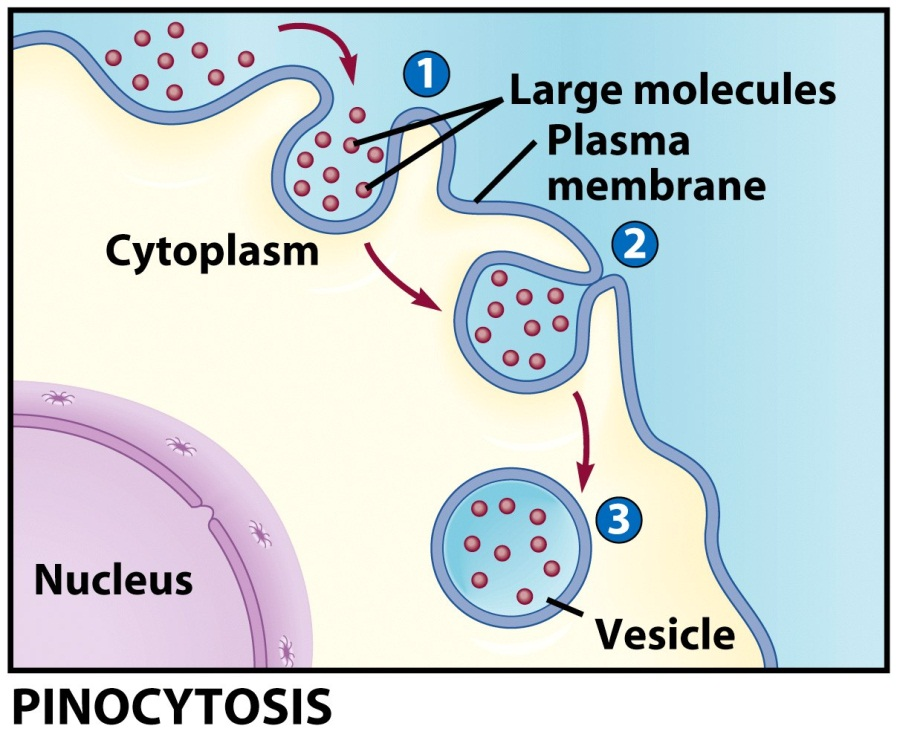 1
Large molecules
Plasma
membrane
2
Cytoplasm
3
Nucleus
Vesicle
PINOCYTOSIS